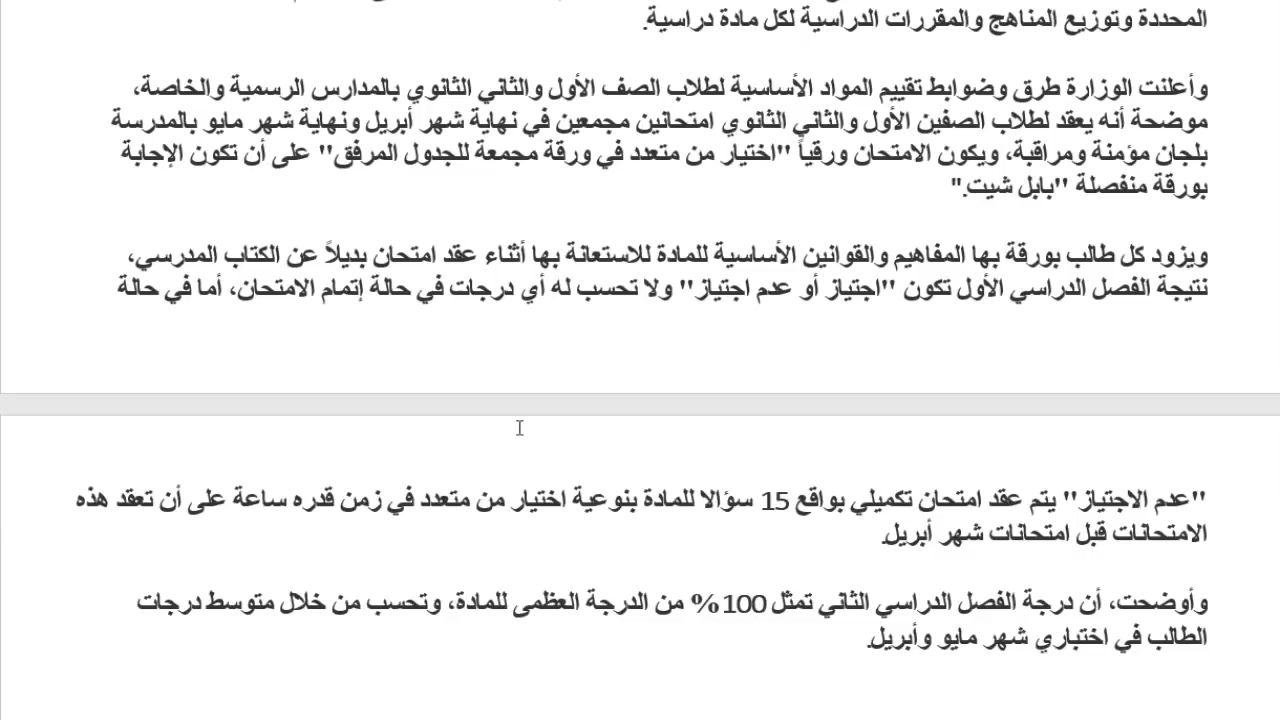 المحددة وتوزيع المناهج والمقررات الدراسية لكل مادة دراسية.
وأعلنت الوزارة طرق وضوابط تقييم المواد الأساسية لطلاب الصف الأول والثاني الثانوي بالمدارس الرسمية والخاصة،
موضحة أنه يعقد لطلاب الصفين الأول والثاني الثانوي امتحانين مجمعين في نهاية شهر أبريل ونهاية شهر مايو بالمدرسة
بلجان مؤمنة ومراقبة، ويكون الامتحان ورقياً "اختيار من متعدد في ورقة مجمعة للجدول المرفق" على أن تكون الإجابة
بورقة منفصلة "بابل شيت."
ويزود كل طالب بورقة بها المفاهيم والقوانين الأساسية للمادة للاستعانة بها أثناء عقد امتحان بديلاً عن الكتاب المدرسي،
نتيجة الفصل الدراسي الأول تكون "اجتياز أو عدم اجتياز" ولا تحسب له أي درجات في حالة إتمام الامتحان، أما في حالة
"عدم الاجتياز" يتم عقد امتحان تكميلي بواقع 15 سؤالا للمادة بنوعية اختيار من متعدد في زمن قدره ساعة على أن تعقد هذه
الامتحانات قبل امتحانات شهر أبريل.
وأوضحت، أن درجة الفصل الدراسي الثاني تمثل 100% من الدرجة العظمى للمادة، وتحسب من خلال متوسط درجات
الطالب في اختباري شهر مايو وأبريل.